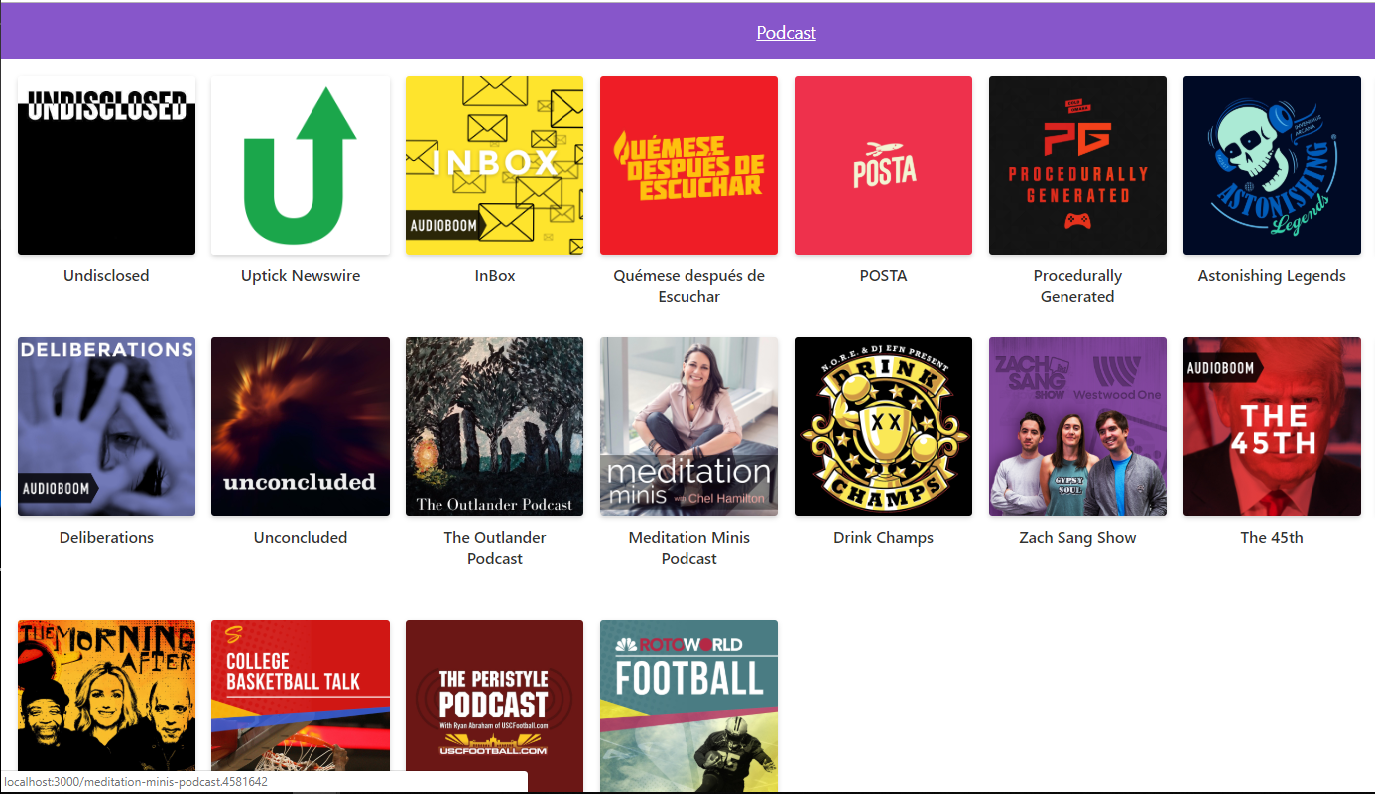 Podcast
UNDISCLOSED
INBOX
AUDIOBOOM
QUÉMESE
DESPUÉS DE
ESCUCHAR
POSTA
PG
PROCEDURALLY
GENERATED
INVENIUS
ARCANA
ASTONISHING
Legends
Undisclosed
Uptick Newswire
InBox
Quémese después de
Escuchar
POSTA
Procedurally
Generated
Astonishing Legends
DELIBERATIONS
AUDIOBOOM
unconcluded
The Outlander Podcast
meditation
minis with Chel Hamilton
N.O.R.E. & DJ EFN PRESENT
DRINK
XX
CHAMPS
ZACH
SANG
SHOW
Westwood One
GYPSY
SOUL
AUDIOBOOM
THE
45TH
Deliberations
Unconcluded
The Outlander
Podcast
Meditation Minis
Podcast
Drink Champs
Zach Sang Show
The 45th
THE MORNING
AFTER
COLLEGE
BASKETBALL TALK
THE PERISTYLE
PODCAST
With Ryan Abraham of USCFootball.com
USCFOOTBALL.COM
ROTOWORLD
FOOTBALL
localhost:3000/meditation-minis-podcast.4581642